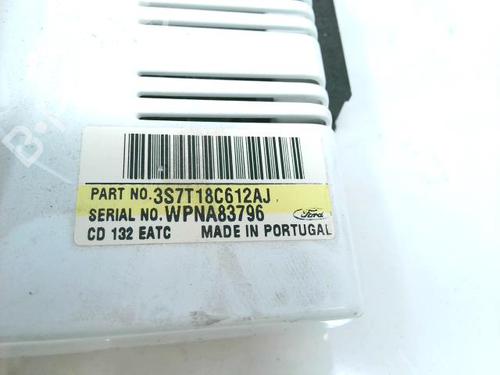 PART NO. 3S7T18C612AJ
SERIAL NO. WPNA83796
Ford
CD 132 EATC MADE IN PORTUGAL